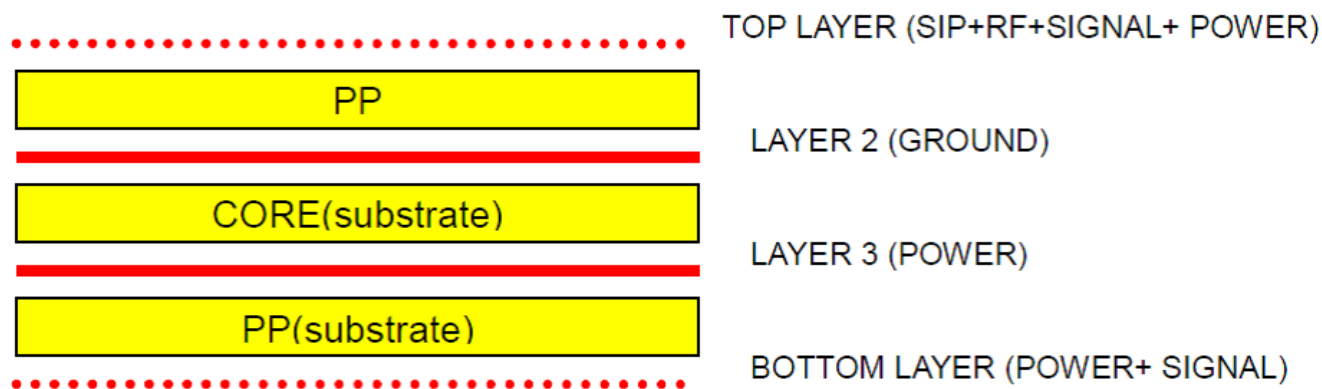 TOP LAYER (SIP+RF+SIGNAL+ POWER)
PP
LAYER 2 (GROUND)
CORE(substrate)
LAYER 3 (POWER)
PP(substrate)
BOTTOM LAYER (POWER+ SIGNAL)